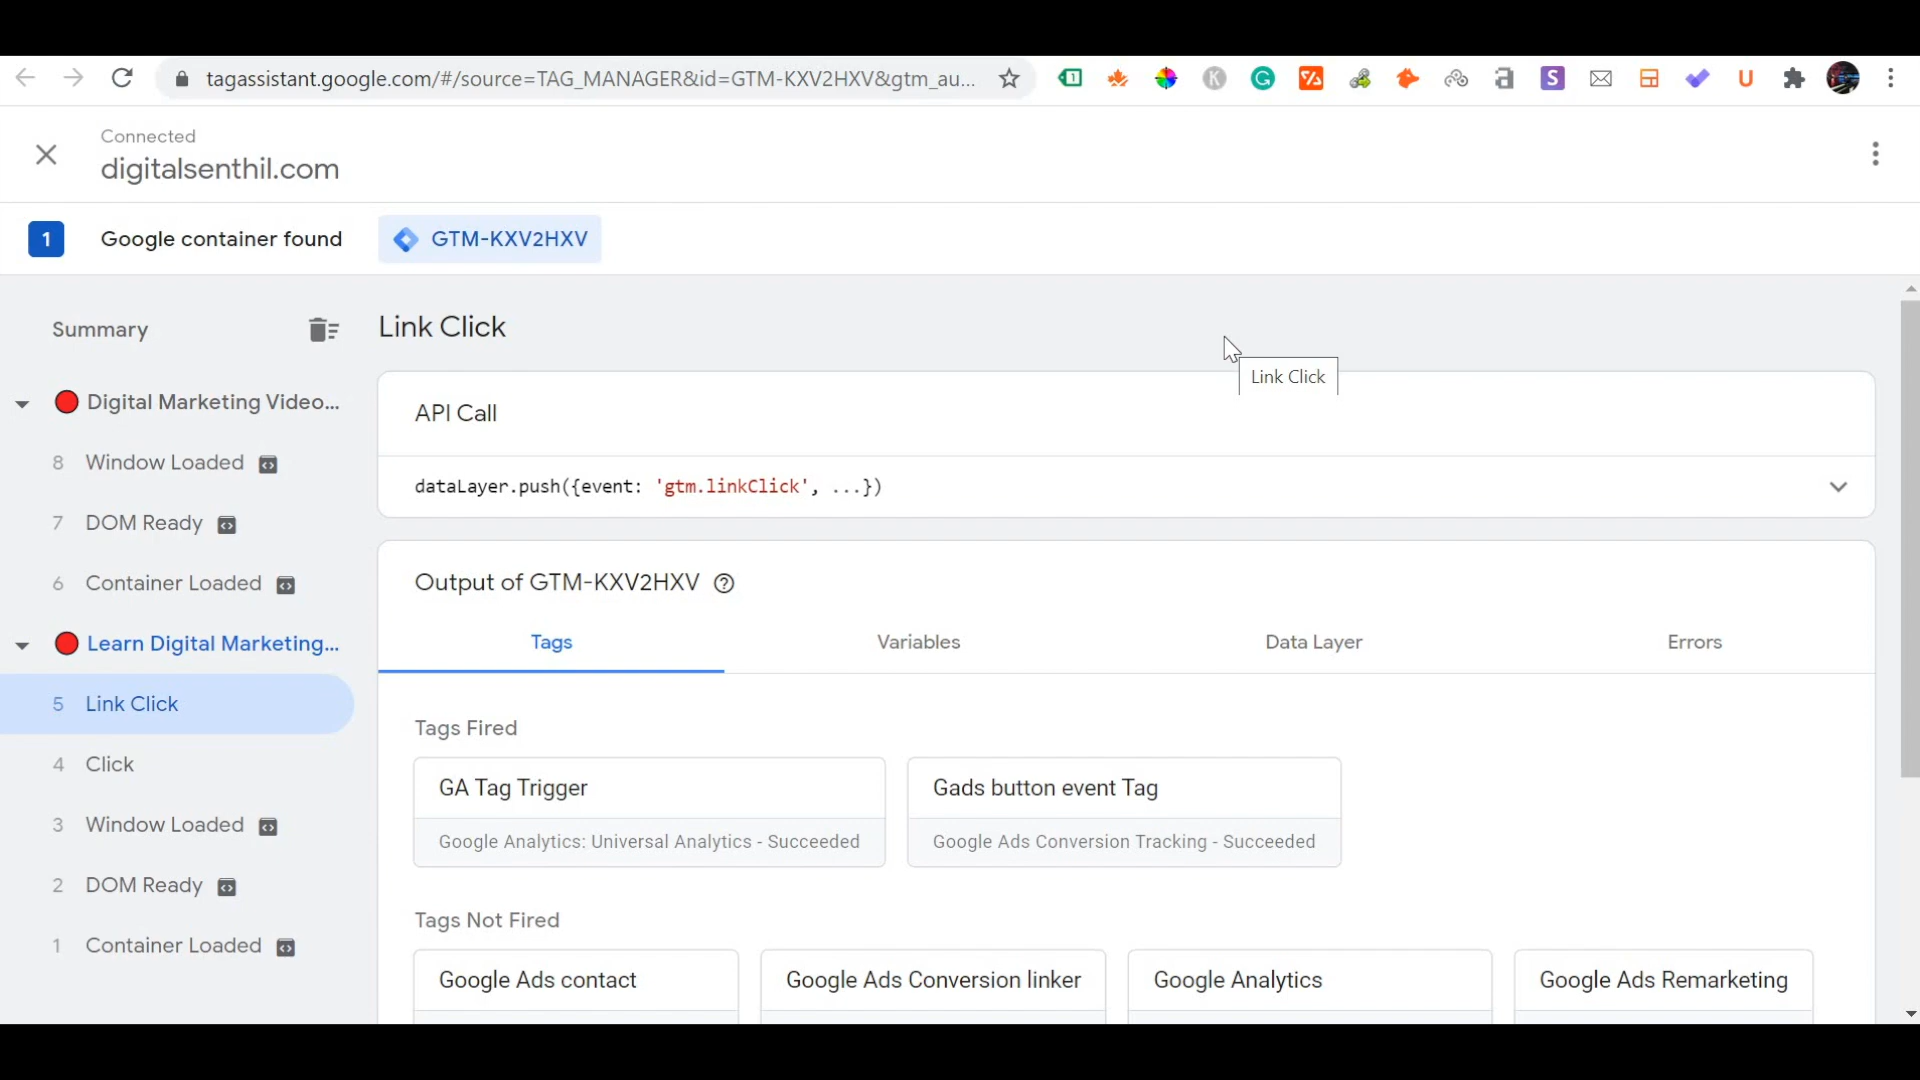 tagassistant.google.com/#/source=TAG_MANAGER&id=GTM-KXV2HXV&gtm_au...
Connected
digitalsenthil.com
1 Google container found GTM-KXV2HXV
Summary
Digital Marketing Video...
8 Window Loaded
7 DOM Ready
6 Container Loaded
Learn Digital Marketing...
5 Link Click
4 Click
3 Window Loaded
2 DOM Ready
1 Container Loaded
Link Click
Link Click
API Call
dataLayer.push({event: 'gtm.linkClick', ...})
Output of GTM-KXV2HXV
Tags Variables Data Layer Errors
Tags Fired
GA Tag Trigger
Google Analytics: Universal Analytics - Succeeded
Gads button event Tag
Google Ads Conversion Tracking - Succeeded
Tags Not Fired
Google Ads contact
Google Ads Conversion linker
Google Analytics
Google Ads Remarketing